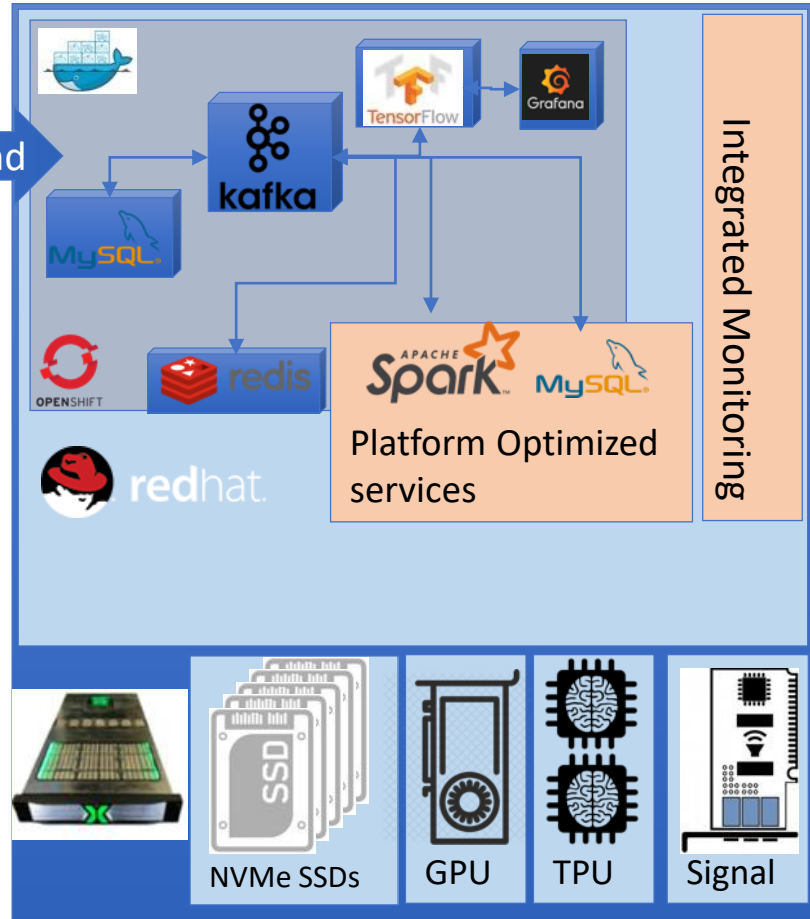 TensorFlow
Grafana
nd
kafka
MySQL
OPENSHIFT
redis
APACHE
Spark
MySQL
Platform Optimized
services
Integrated Monitoring
redhat.
SSD
NVMe SSDs
GPU
TPU
Signal